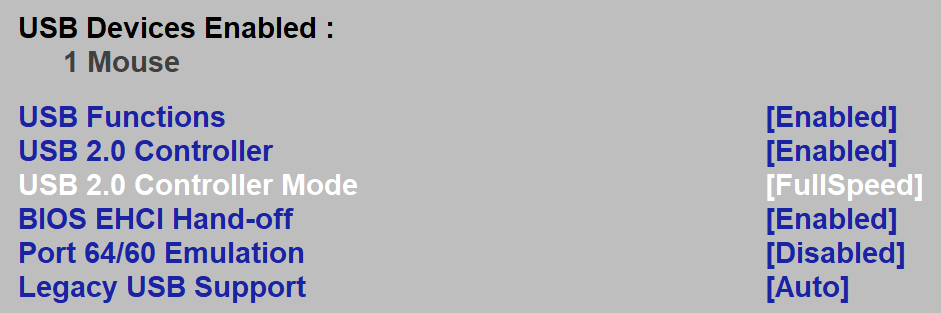 USB Devices Enabled :
1 Mouse
USB Functions [Enabled]
USB 2.0 Controller [Enabled]
USB 2.0 Controller Mode [FullSpeed]
BIOS EHCI Hand-off [Enabled]
Port 64/60 Emulation [Disabled]
Legacy USB Support [Auto]